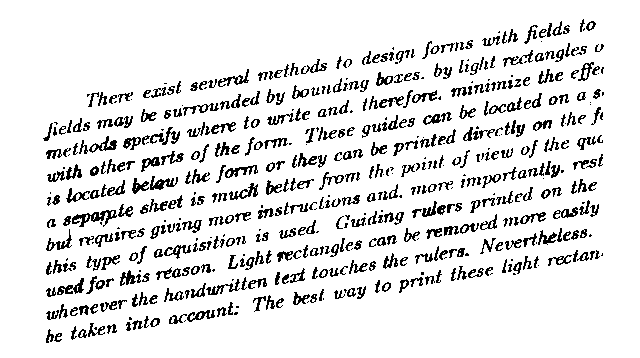 There exist several methods to design forms with fields to
fields may be surrounded by bounding boxes, by light rectangles o
methods specify where to write and, therefore, minimize the effe
with other parts of the form. These guides can be located on a s
is located below the form or they can be printed directly on the f
a separate sheet is much better from the point of view of the qua
but requires giving more instructions and, more importantly, rest
this type of acquisition is used. Guiding rulers printed on the
used for this reason. Light rectangles can be removed more easily
whenever the handwritten text touches the rulers. Nevertheless,
be taken into account: The best way to print these light rectan